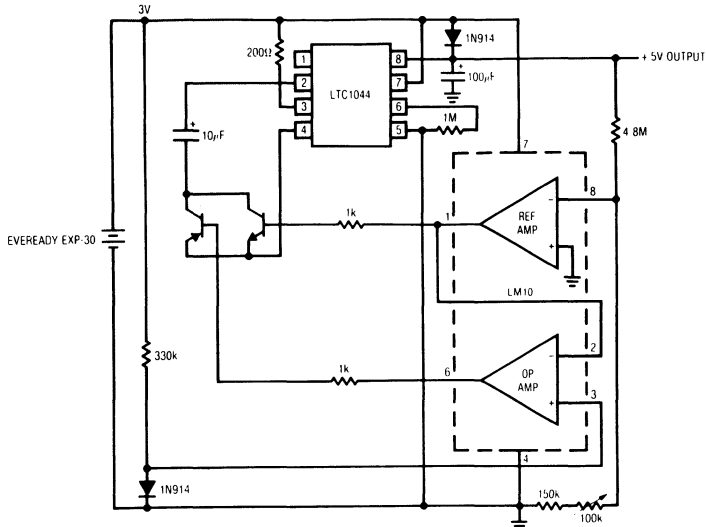 3V
1N914
200Ω
1
8
+ 5V OUTPUT
2
LTC1044
7
+
100μF
3
6
1M
4
5
+
10μF
4 8M
7
8
1k
1
REF
AMP
−
+
EVEREADY EXP-30
LM10
2
330k
1k
6
OP
AMP
−
+
3
4
1N914
150k
100k